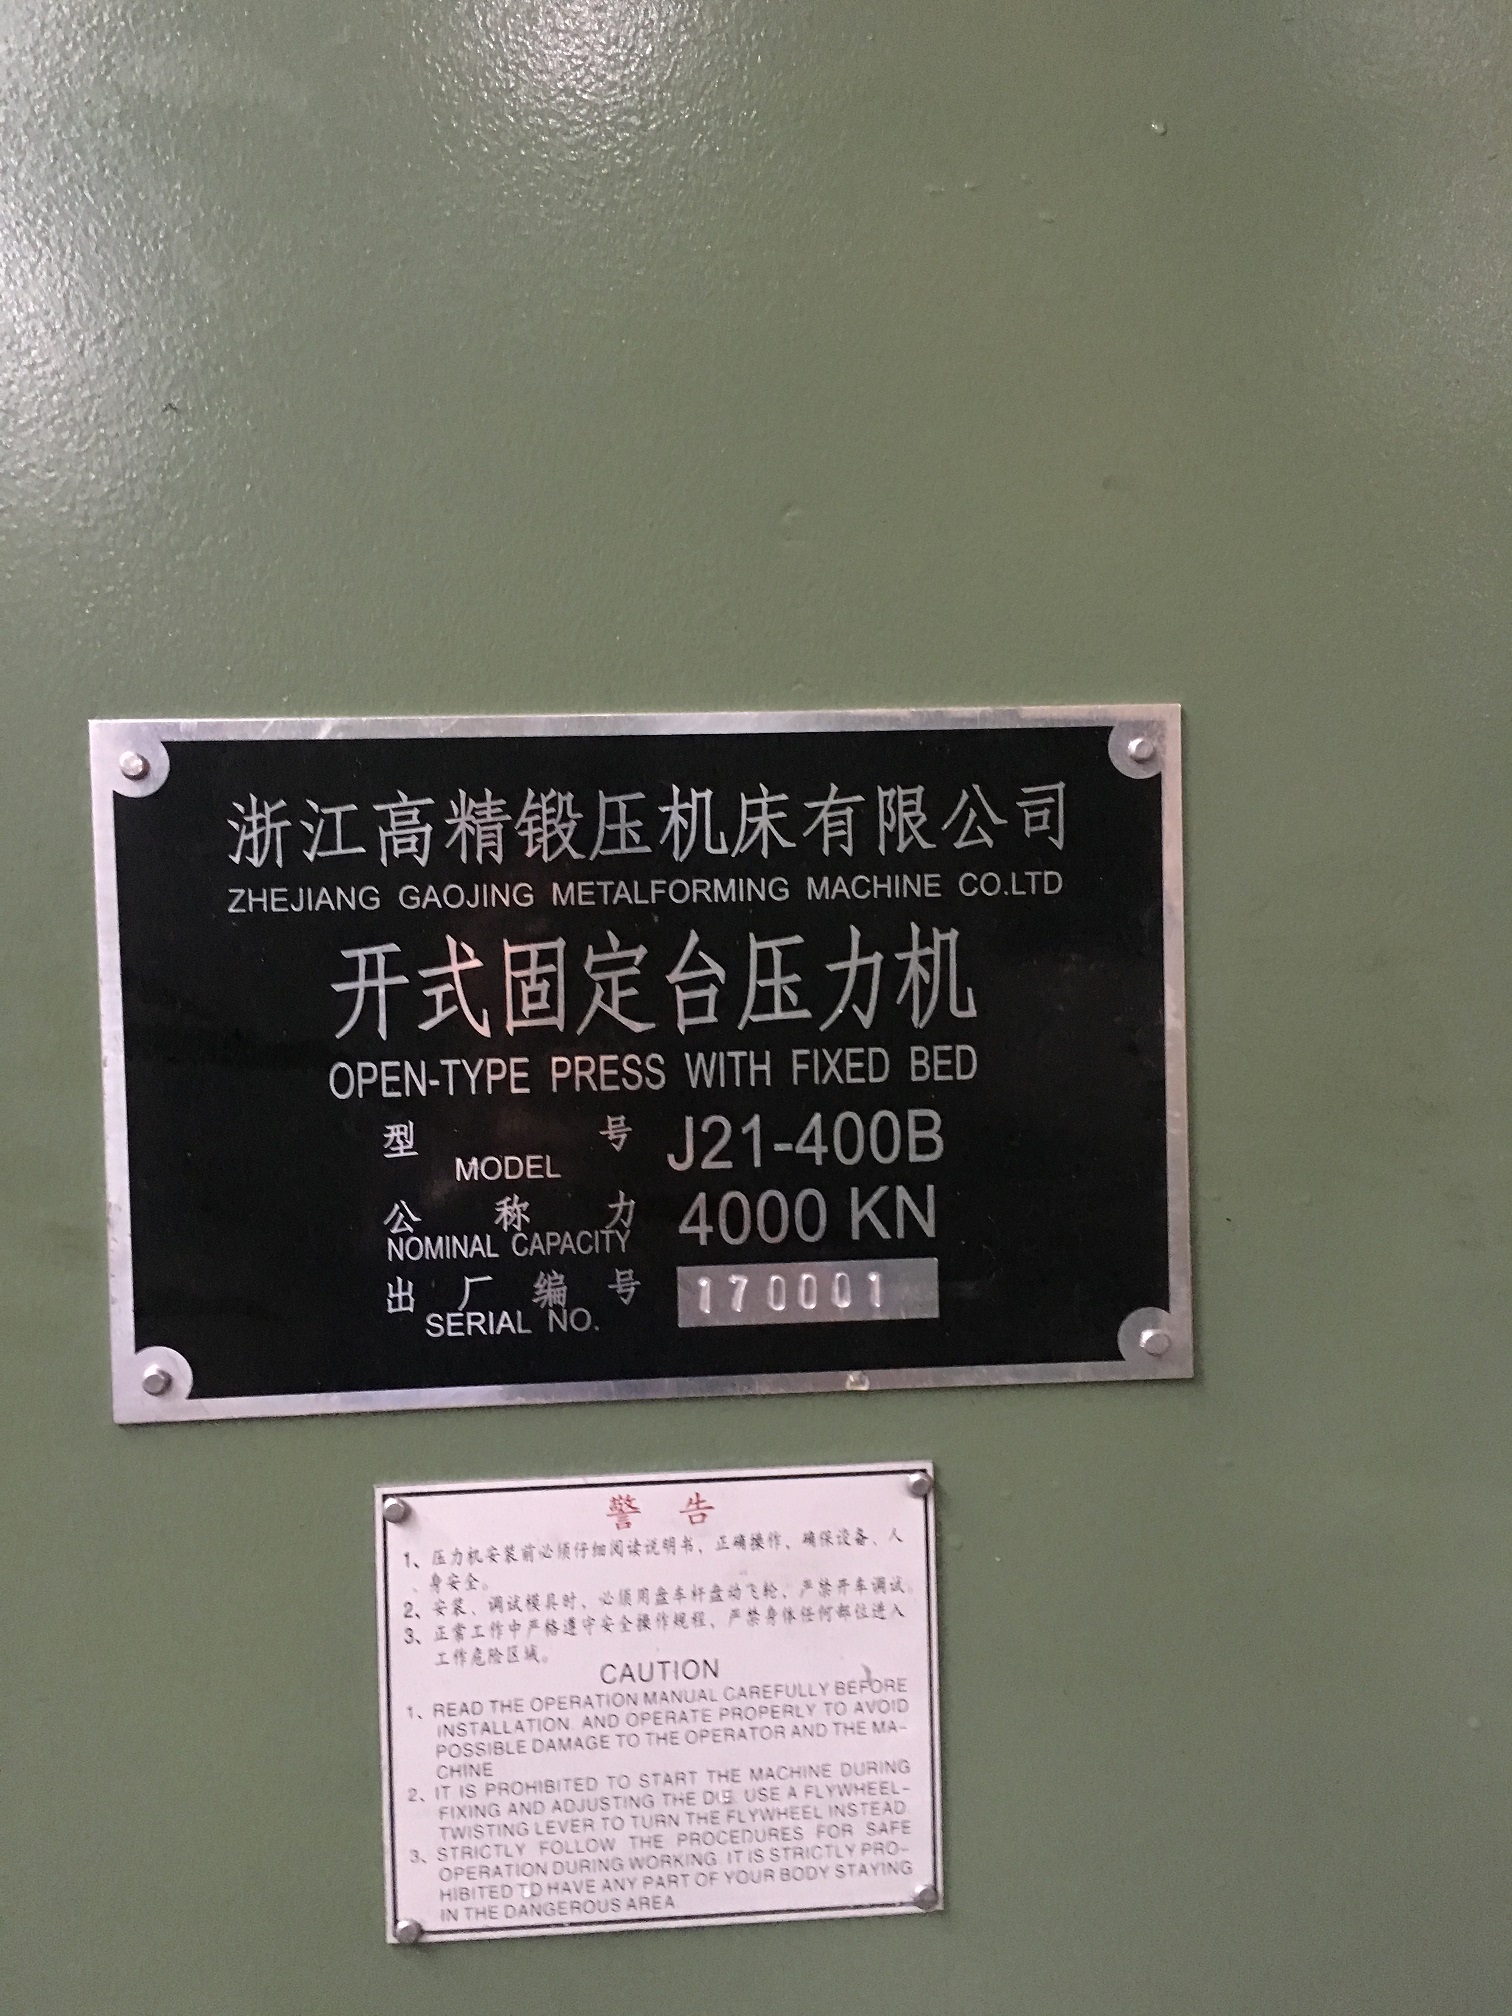 浙江高精锻压机床有限公司
ZHEJIANG GAOJING METALFORMING MACHINE CO.LTD
开式固定台压力机
OPEN-TYPE PRESS WITH FIXED BED
型号 J21-400B
MODEL
公称力 4000 KN
NOMINAL CAPACITY
出厂编号 170001
SERIAL NO.
警告
1、压力机安装前必须仔细阅读说明书、正确操作、确保设备、人
身安全。
2、安装、调试模具时、必须用盘车杆盘动飞轮、严禁开车调试。
3、正常工作中严格遵守安全操作规程、严禁身体任何部位进入
工作危险区域。
CAUTION
1、READ THE OPERATION MANUAL CAREFULLY BEFORE
INSTALLATION AND OPERATE PROPERLY TO AVOID
POSSIBLE DAMAGE TO THE OPERATOR AND THE MA-
CHINE
2、IT IS PROHIBITED TO START THE MACHINE DURING
FIXING AND ADJUSTING THE DIE. USE A FLYWHEEL-
TWISTING LEVER TO TURN THE FLYWHEEL INSTEAD.
3、STRICTLY FOLLOW THE PROCEDURES FOR SAFE
OPERATION DURING WORKING. IT IS STRICTLY PRO-
HIBITED TO HAVE ANY PART OF YOUR BODY STAYING
IN THE DANGEROUS AREA